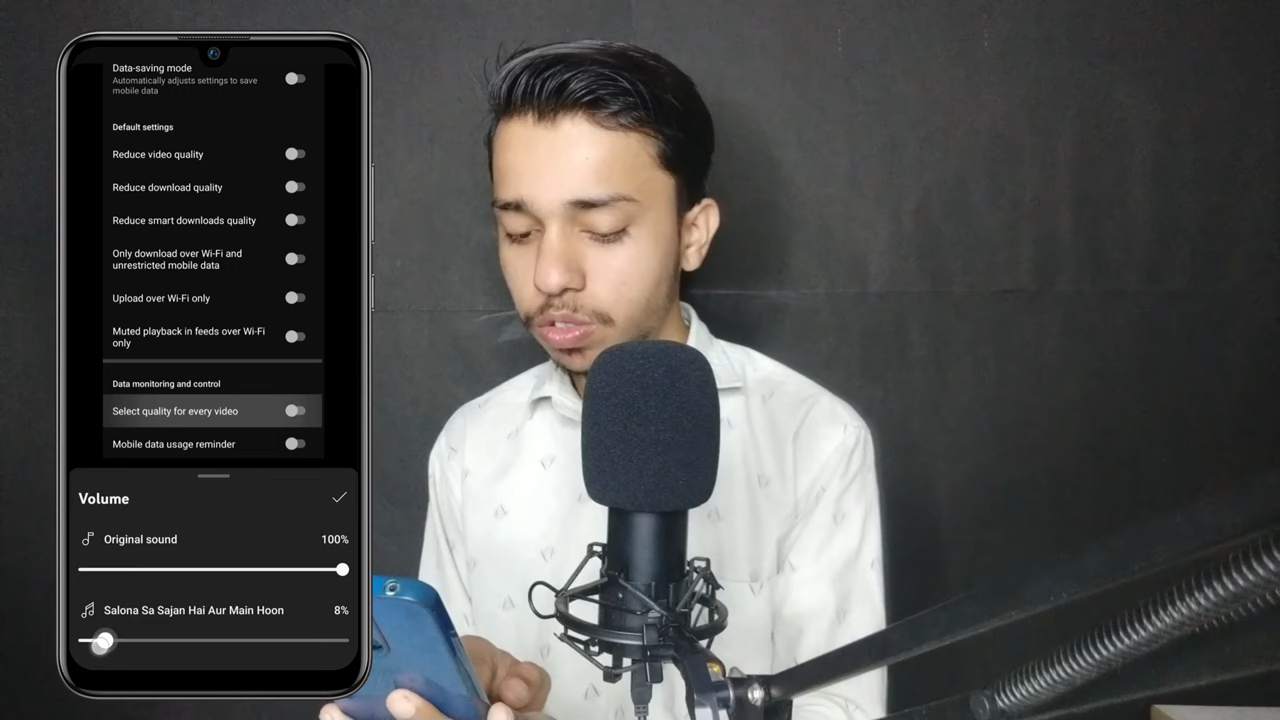 Data-saving mode
Automatically adjusts settings to save
mobile data
Default settings
Reduce video quality
Reduce download quality
Reduce smart downloads quality
Only download over Wi-Fi and
unrestricted mobile data
Upload over Wi-Fi only
Muted playback in feeds over Wi-Fi
only
Data monitoring and control
Select quality for every video
Mobile data usage reminder
Volume
Original sound 100%
Salona Sa Sajan Hai Aur Main Hoon 8%